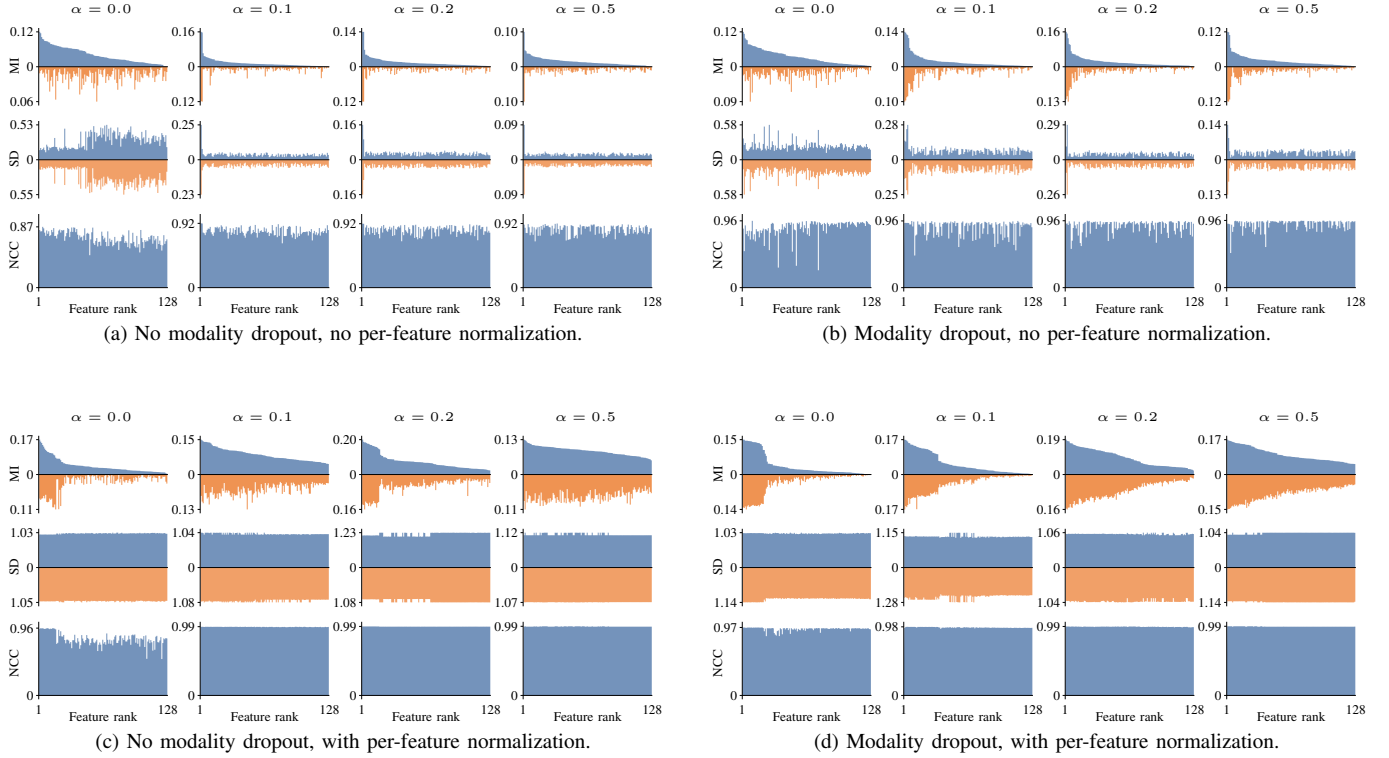 α = 0.0 α = 0.1 α = 0.2 α = 0.5
0.12 0.16 0.14 0.10
MI 0 0 0 0
0.06 0.12 0.12 0.10
0.53 0.25 0.16 0.09
SD 0 0 0 0
0.55 0.23 0.16 0.09
0.87 0.92 0.92 0.92
NCC
0 0 0 0
1 Feature rank 128 1 Feature rank 128 1 Feature rank 128 1 Feature rank 128
(a) No modality dropout, no per-feature normalization.
α = 0.0 α = 0.1 α = 0.2 α = 0.5
0.12 0.14 0.16 0.12
MI 0 0 0 0
0.09 0.10 0.13 0.12
0.58 0.28 0.29 0.14
SD 0 0 0 0
0.58 0.25 0.26 0.13
0.96 0.96 0.96 0.96
NCC
0 0 0 0
1 Feature rank 128 1 Feature rank 128 1 Feature rank 128 1 Feature rank 128
(b) Modality dropout, no per-feature normalization.
α = 0.0 α = 0.1 α = 0.2 α = 0.5
0.17 0.15 0.20 0.13
MI 0 0 0 0
0.11 0.13 0.16 0.11
1.03 1.04 1.23 1.12
SD 0 0 0 0
1.05 1.08 1.08 1.07
0.96 0.99 0.99 0.99
NCC
0 0 0 0
1 Feature rank 128 1 Feature rank 128 1 Feature rank 128 1 Feature rank 128
(c) No modality dropout, with per-feature normalization.
α = 0.0 α = 0.1 α = 0.2 α = 0.5
0.15 0.17 0.19 0.17
MI 0 0 0 0
0.14 0.17 0.16 0.15
1.03 1.15 1.06 1.04
SD 0 0 0 0
1.14 1.28 1.04 1.14
0.97 0.98 0.99 0.99
NCC
0 0 0 0
1 Feature rank 128 1 Feature rank 128 1 Feature rank 128 1 Feature rank 128
(d) Modality dropout, with per-feature normalization.